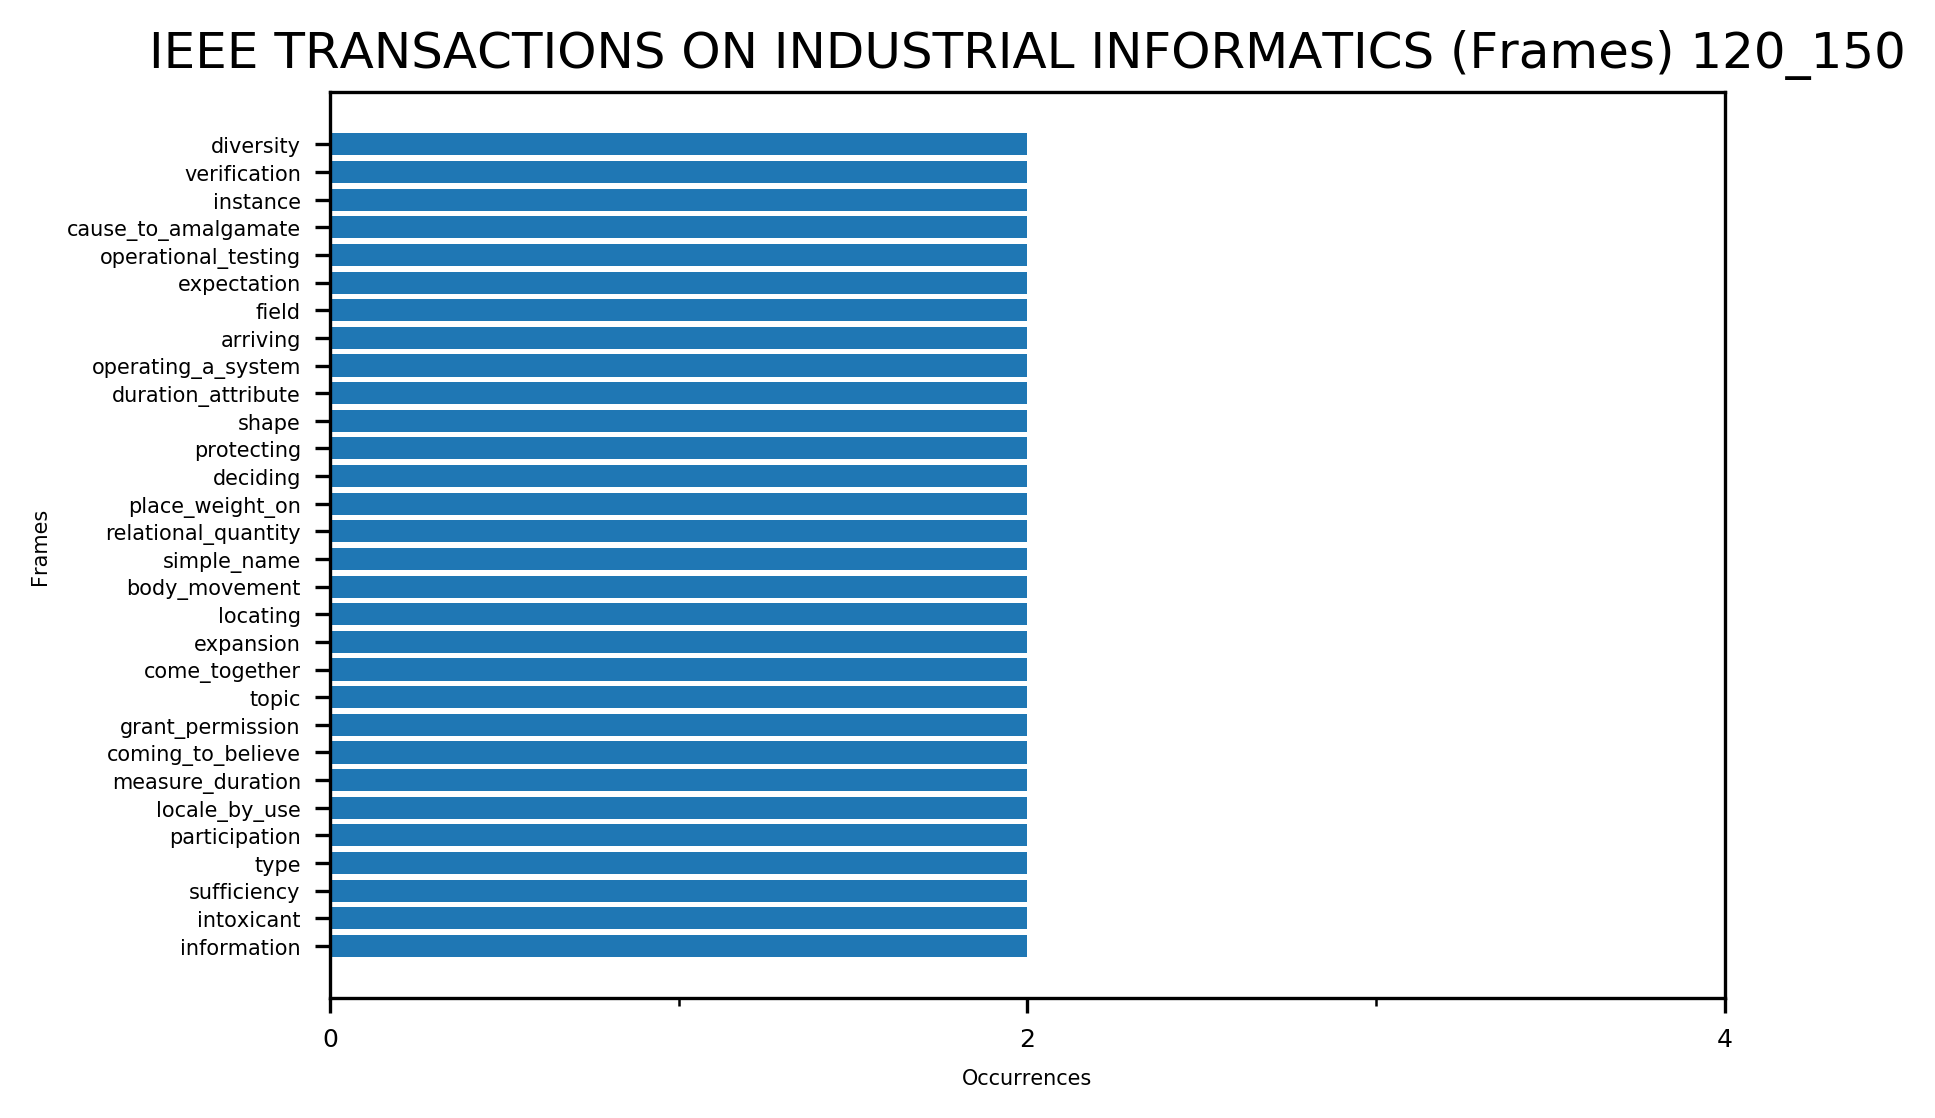 IEEE TRANSACTIONS ON INDUSTRIAL INFORMATICS (Frames) 120_150
diversity
verification
instance
cause_to_amalgamate
operational_testing
expectation
field
arriving
operating_a_system
duration_attribute
shape
protecting
deciding
place_weight_on
relational_quantity
simple_name
body_movement
locating
expansion
come_together
topic
grant_permission
coming_to_believe
measure_duration
locale_by_use
participation
type
sufficiency
intoxicant
information
Frames
0 2 4
Occurrences